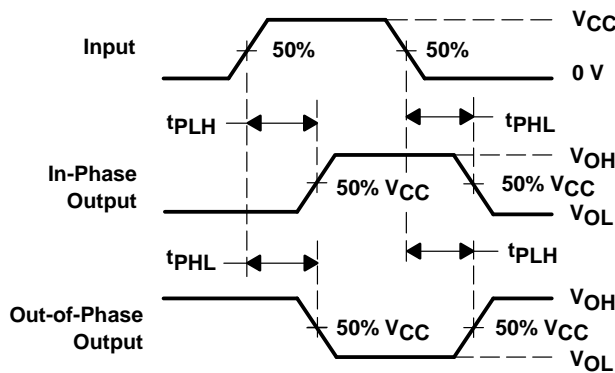 VCC
Input
50%
50%
0 V
tPLH
tPHL
VOH
In-Phase
Output
50% VCC
50% VCC
VOL
tPHL
tPLH
VOH
Out-of-Phase
Output
50% VCC
50% VCC
VOL